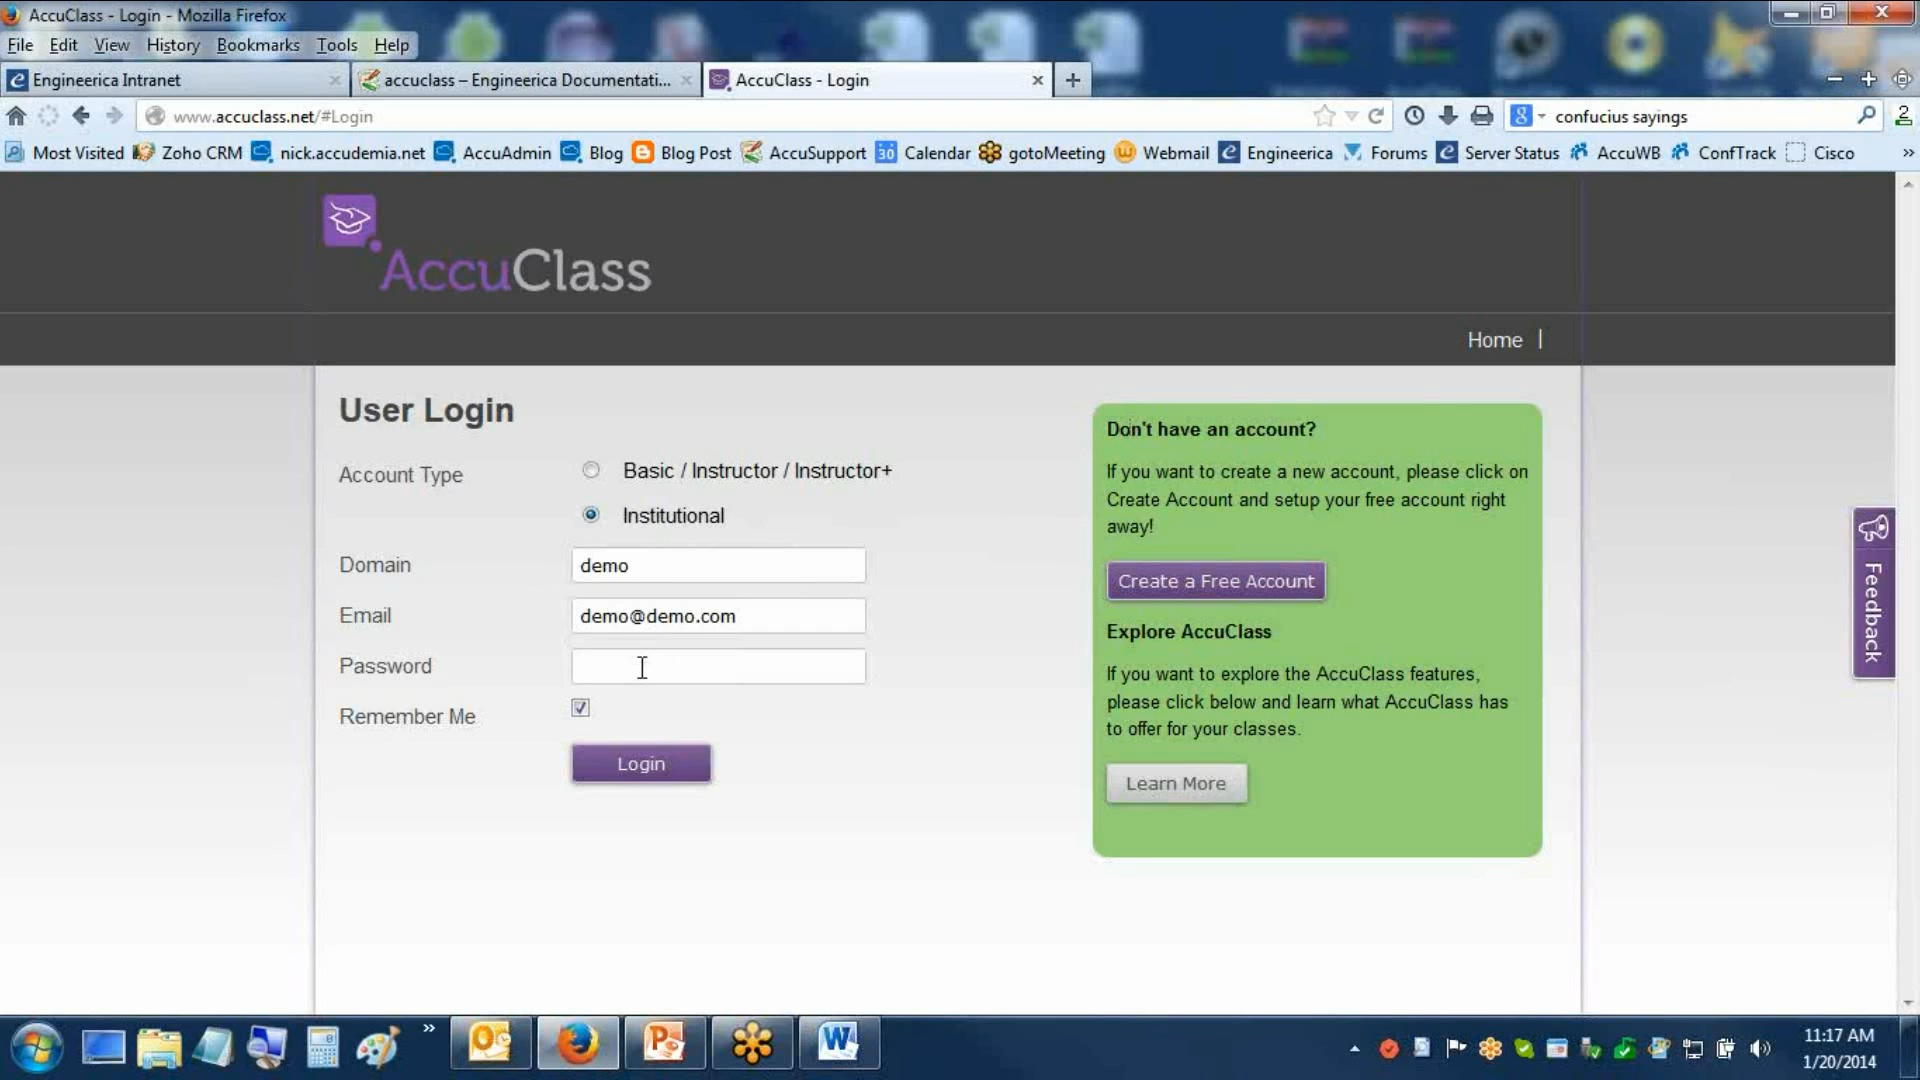 AccuClass - Login - Mozilla Firefox
File Edit View History Bookmarks Tools Help
Engineerica Intranet
accuclass – Engineerica Documentati...
AccuClass - Login
www.accuclass.net/#Login
confucius sayings
2
Most Visited Zoho CRM nick.accudemia.net AccuAdmin Blog Blog Post AccuSupport Calendar gotoMeeting Webmail Engineerica Forums Server Status AccuWB ConfTrack Cisco »
AccuClass
Home |
User Login
Account Type
Basic / Instructor / Instructor+
Institutional
Domain
demo
Email
demo@demo.com
Password
Remember Me
Login
Don't have an account?
If you want to create a new account, please click on
Create Account and setup your free account right
away!
Create a Free Account
Explore AccuClass
If you want to explore the AccuClass features,
please click below and learn what AccuClass has
to offer for your classes.
Learn More
Feedback
11:17 AM
1/20/2014